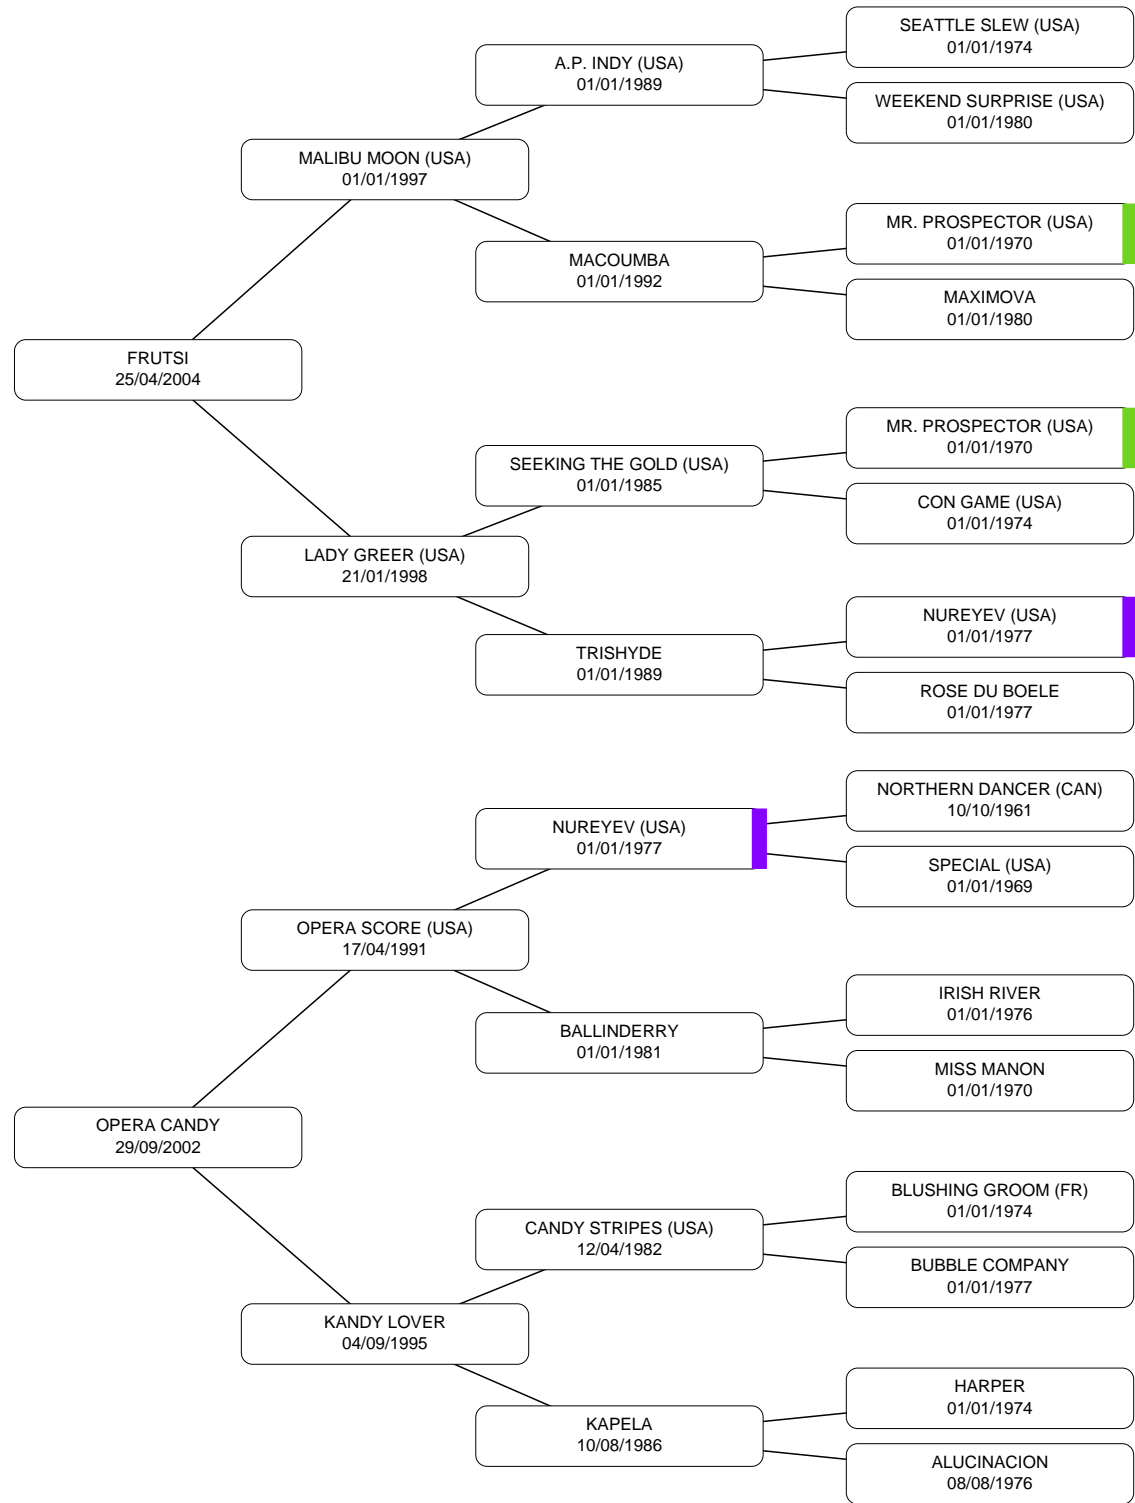 SEATTLE SLEW (USA)
01/01/1974
A.P. INDY (USA)
01/01/1989
WEEKEND SURPRISE (USA)
01/01/1980
MALIBU MOON (USA)
01/01/1997
MR. PROSPECTOR (USA)
01/01/1970
MACOUMBA
01/01/1992
MAXIMOVA
01/01/1980
FRUTSI
25/04/2004
MR. PROSPECTOR (USA)
01/01/1970
SEEKING THE GOLD (USA)
01/01/1985
CON GAME (USA)
01/01/1974
LADY GREER (USA)
21/01/1998
NUREYEV (USA)
01/01/1977
TRISHYDE
01/01/1989
ROSE DU BOELE
01/01/1977
NORTHERN DANCER (CAN)
10/10/1961
NUREYEV (USA)
01/01/1977
SPECIAL (USA)
01/01/1969
OPERA SCORE (USA)
17/04/1991
IRISH RIVER
01/01/1976
BALLINDERRY
01/01/1981
MISS MANON
01/01/1970
OPERA CANDY
29/09/2002
BLUSHING GROOM (FR)
01/01/1974
CANDY STRIPES (USA)
12/04/1982
BUBBLE COMPANY
01/01/1977
KANDY LOVER
04/09/1995
HARPER
01/01/1974
KAPELA
10/08/1986
ALUCINACION
08/08/1976